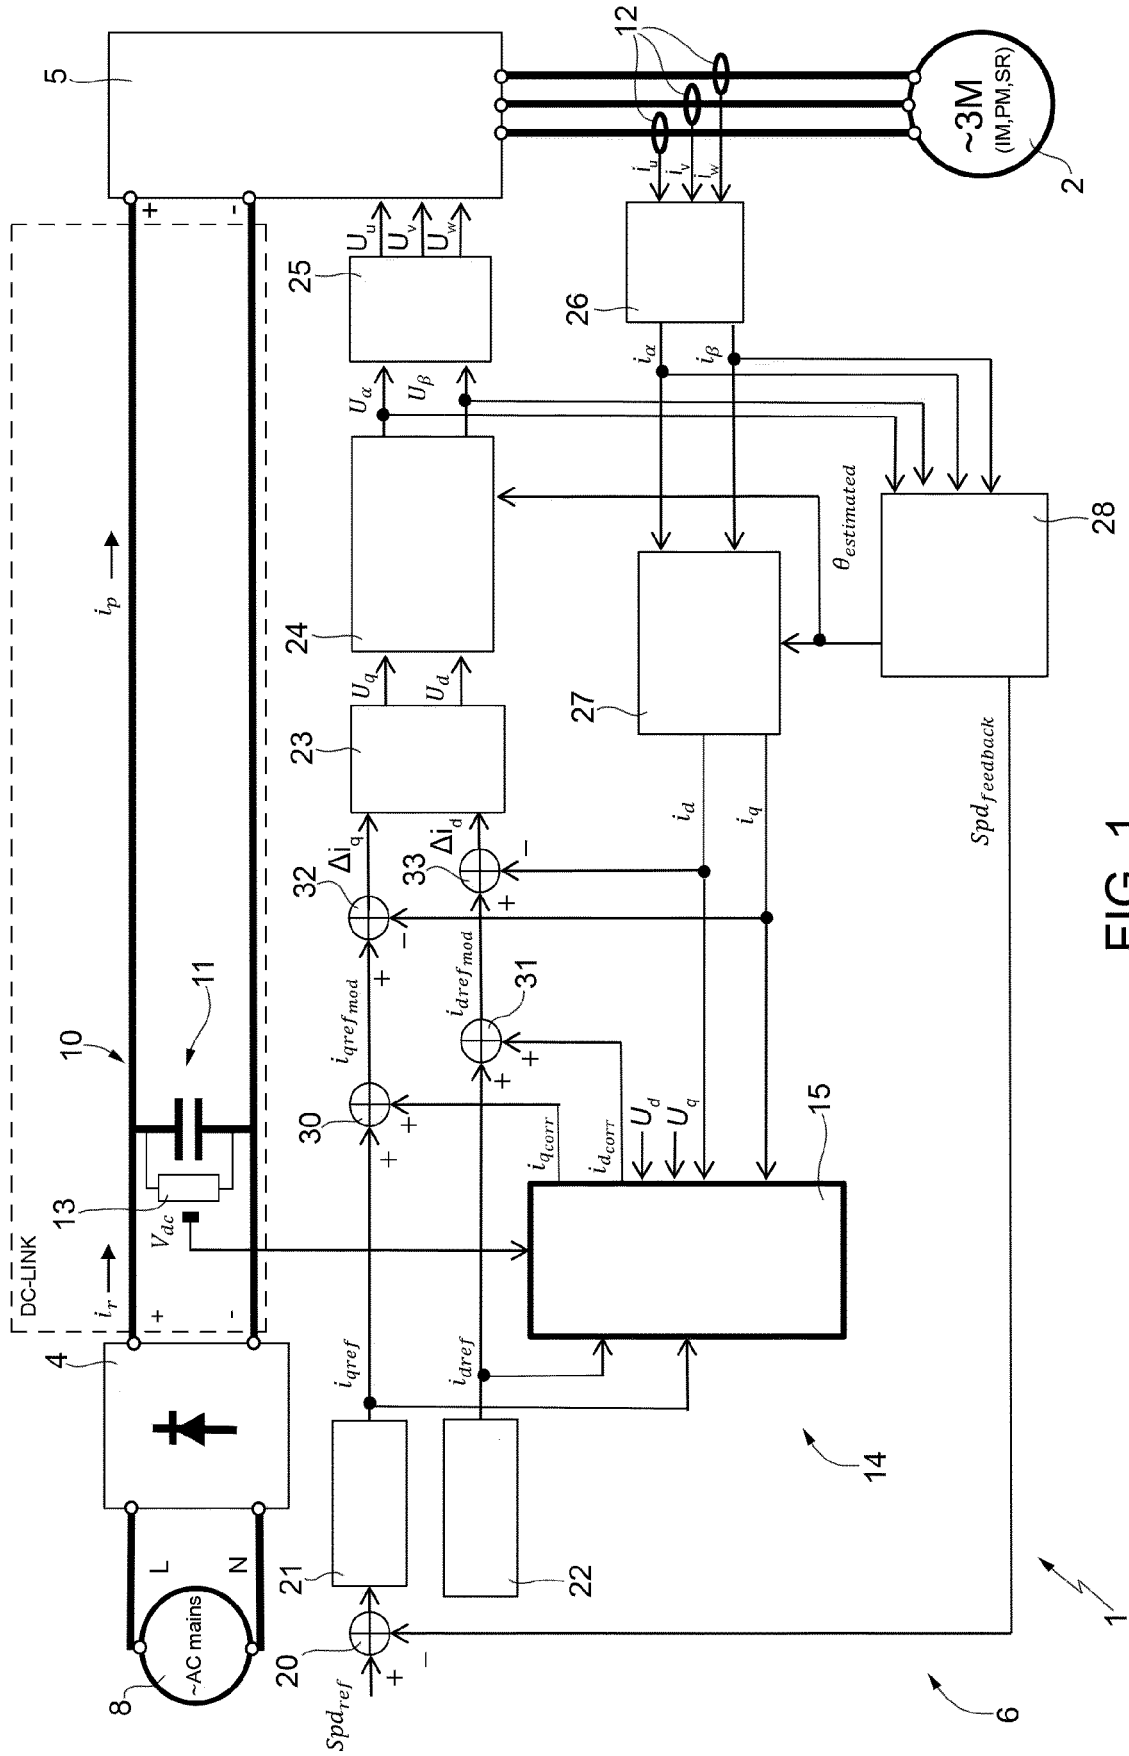 8
~AC mains
L
N
4
DC-LINK
i_r
+
-
V_dc
13
10
11
i_p
+
-
5
Spd_ref
+
−
20
21
22
i_qref
i_dref
+
+
30
i_qref_mod
+
+
31
i_dref_mod
+
−
32
+
−
33
Δi_q
Δi_d
23
U_q
U_d
24
U_α
U_β
25
U_u
U_v
U_w
i_qcorr
i_dcorr
U_d
U_q
15
14
i_d
i_q
27
θ_estimated
i_α
i_β
26
i_u
i_v
i_w
12
~3M
(IM,PM,SR)
2
28
Spd_feedback
6
1
FIG. 1